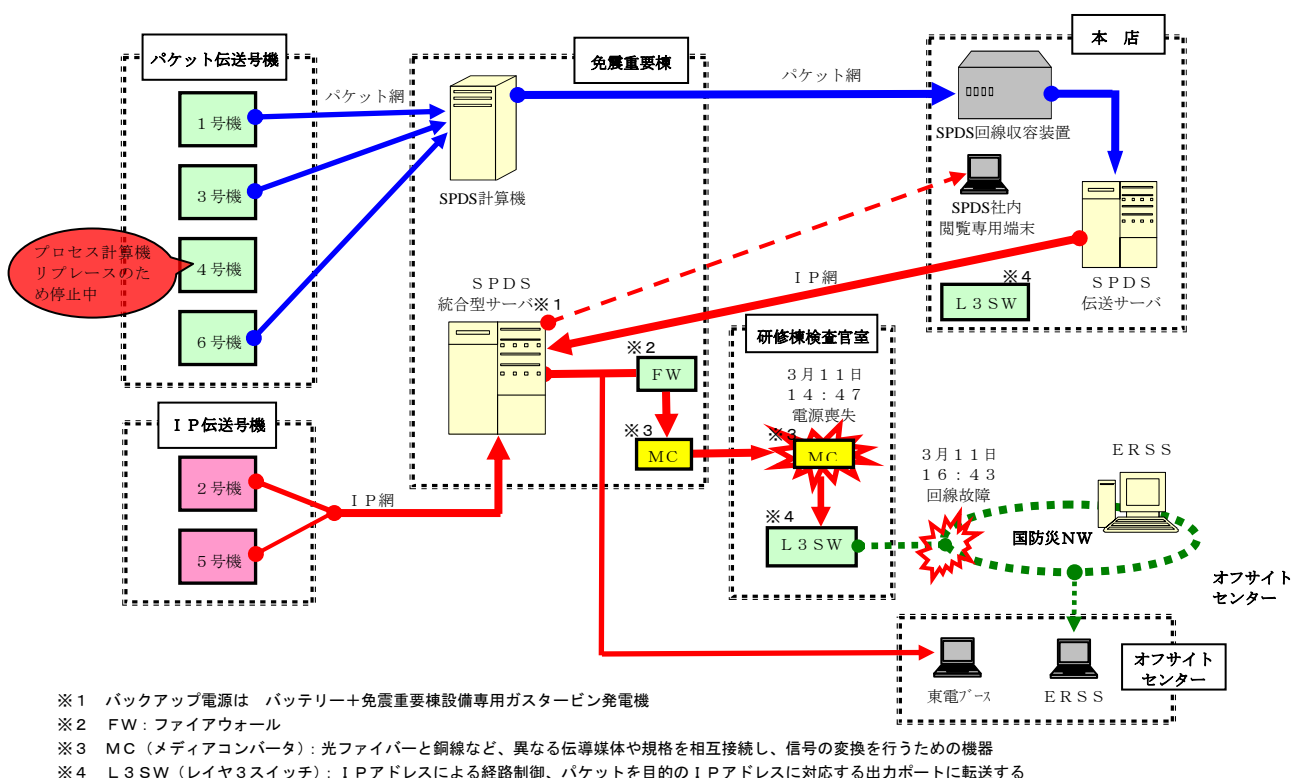 パケット伝送号機
１号機
３号機
４号機
６号機
プロセス計算機
リプレースのた
め停止中
ＩＰ伝送号機
２号機
５号機
パケット網
ＩＰ網
免震重要棟
SPDS計算機
ＳＰＤＳ
統合型サーバ※１
※２
ＦＷ
※３
ＭＣ
パケット網
ＩＰ網
本　店
SPDS回線収容装置
SPDS社内
閲覧専用端末
ＳＰＤＳ
伝送サーバ
※４
Ｌ３SW
研修棟検査官室
３月１１日
１４：４７
電源喪失
※３
ＭＣ
※４
Ｌ３SW
３月１１日
１６：４３
回線故障
ＥＲＳＳ
国防災NW
オフサイト
センター
オフサイト
センター
東電ﾌﾞｰｽ
ＥＲＳＳ
※１　バックアップ電源は　バッテリー＋免震重要棟設備専用ガスタービン発電機
※２　ＦＷ：ファイアウォール
※３　ＭＣ（メディアコンバータ）：光ファイバーと銅線など、異なる伝導媒体や規格を相互接続し、信号の変換を行うための機器
※４　Ｌ３ＳＷ（レイヤ３スイッチ）：ＩＰアドレスによる経路制御、パケットを目的のＩＰアドレスに対応する出力ポートに転送する